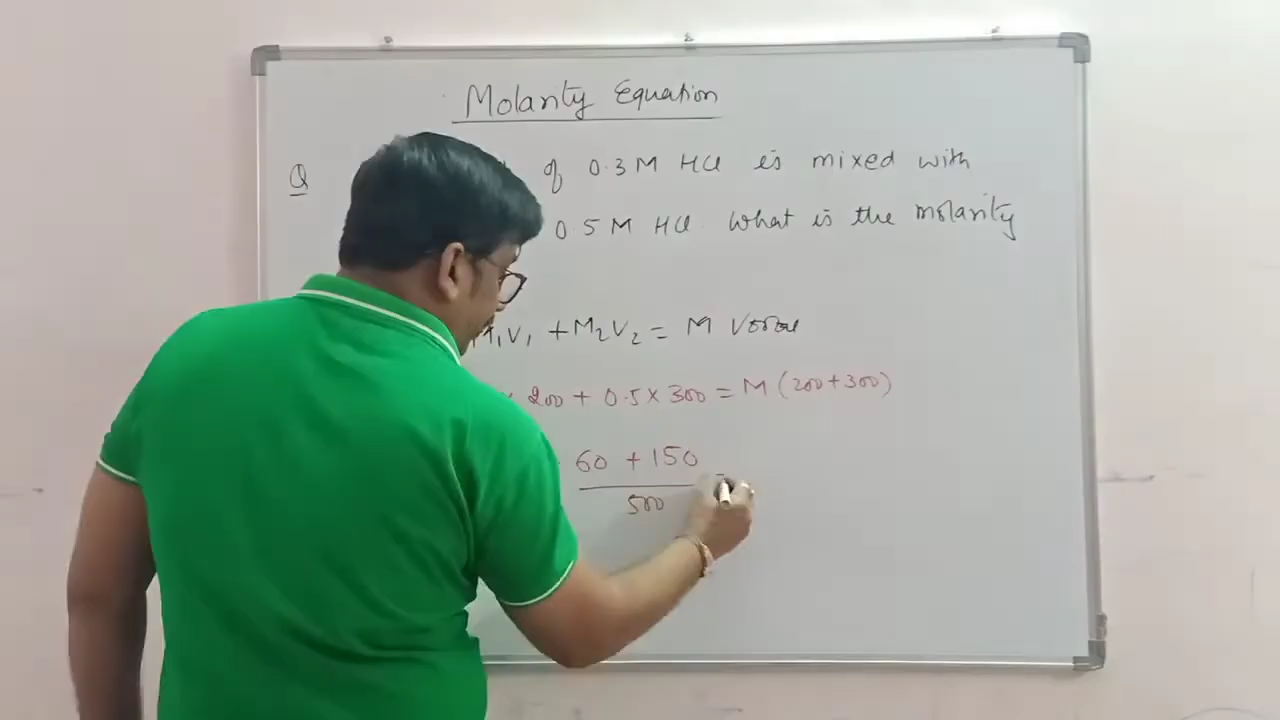 Molarity Equation
Q of 0.3 M HCl is mixed with
0.5 M HCl. What is the molarity
M₁V₁ + M₂V₂ = M
200 + 0.5 × 300 = M (200+300)
60 + 150
500